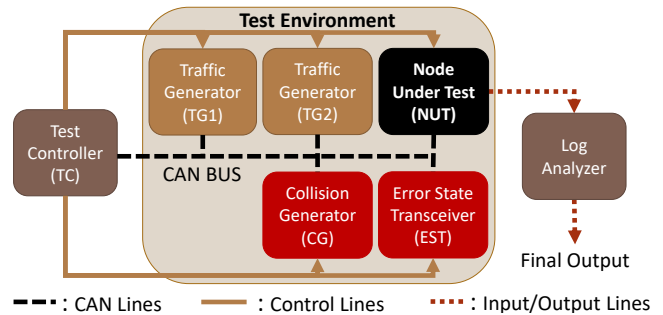 Test Environment
Traffic
Generator
(TG1)
Traffic
Generator
(TG2)
Node
Under Test
(NUT)
Test
Controller
(TC)
CAN BUS
Log
Analyzer
Collision
Generator
(CG)
Error State
Transceiver
(EST)
Final Output
: CAN Lines
: Control Lines
: Input/Output Lines